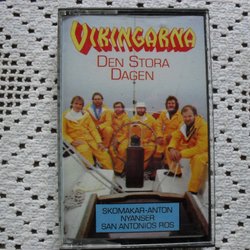 VIKINGARNA
DEN STORA
DAGEN
SKOMAKAR-ANTON
NYANSER
SAN ANTONIOS ROS